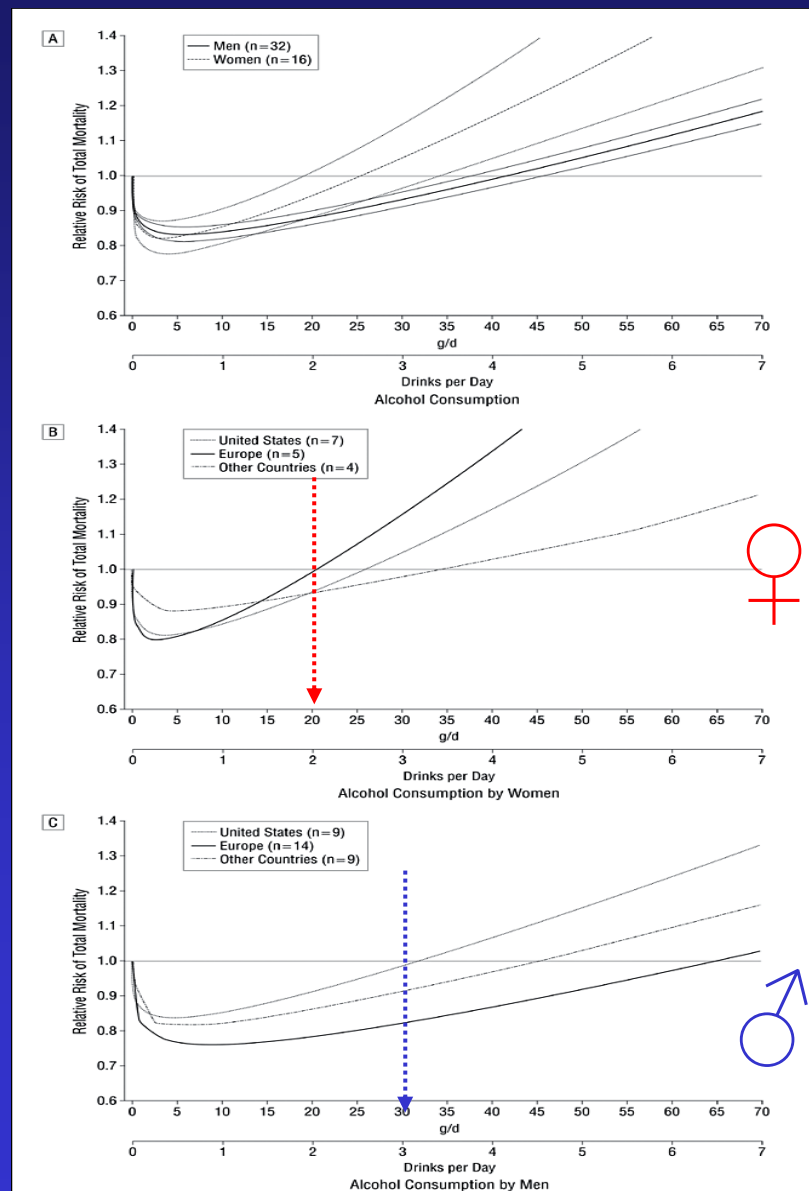 A
Men (n=32)
Women (n=16)
Relative Risk of Total Mortality
1.4
1.3
1.2
1.1
1.0
0.9
0.8
0.7
0.6
0 5 10 15 20 25 30 35 40 45 50 55 60 65 70
g/d
0 1 2 3 4 5 6 7
Drinks per Day
Alcohol Consumption
B
United States (n=7)
Europe (n=5)
Other Countries (n=4)
Relative Risk of Total Mortality
1.4
1.3
1.2
1.1
1.0
0.9
0.8
0.7
0.6
0 5 10 15 20 25 30 35 40 45 50 55 60 65 70
g/d
0 1 2 3 4 5 6 7
Drinks per Day
Alcohol Consumption by Women
♀
C
United States (n=9)
Europe (n=14)
Other Countries (n=9)
Relative Risk of Total Mortality
1.4
1.3
1.2
1.1
1.0
0.9
0.8
0.7
0.6
0 5 10 15 20 25 30 35 40 45 50 55 60 65 70
g/d
0 1 2 3 4 5 6 7
Drinks per Day
Alcohol Consumption by Men
♂